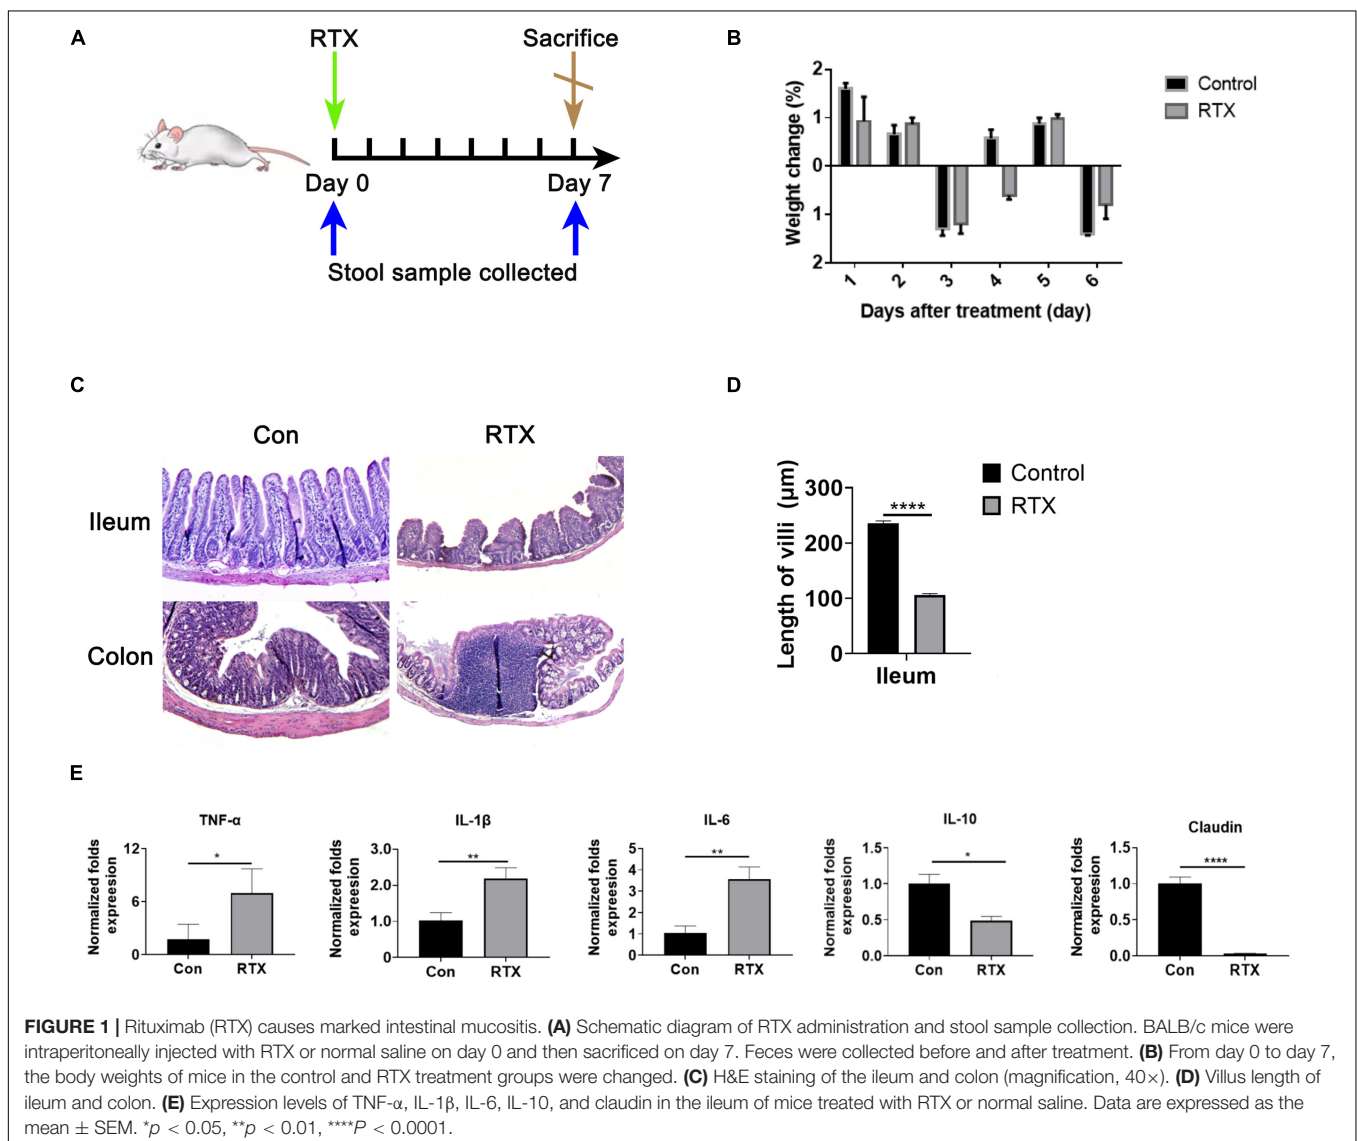 A
RTX
Sacrifice
Day 0
Day 7
Stool sample collected
B
Weight change (%)
2
1
0
1
2
1
2
3
4
5
6
Days after treatment (day)
Control
RTX
C
Con
RTX
Ileum
Colon
D
Length of villi (μm)
300
200
100
0
****
Ileum
Control
RTX
E
TNF-α
Normalized folds
expreesion
12
6
0
*
Con
RTX
IL-1β
Normalized folds
expreesion
3.0
2.0
1.0
0
**
Con
RTX
IL-6
Normalized folds
expreesion
5
4
3
2
1
0
**
Con
RTX
IL-10
Normalized folds
expreesion
1.5
1.0
0.5
0.0
*
Con
RTX
Claudin
Normalized folds
expreesion
1.5
1.0
0.5
0.0
****
Con
RTX
FIGURE 1 | Rituximab (RTX) causes marked intestinal mucositis. (A) Schematic diagram of RTX administration and stool sample collection. BALB/c mice were
intraperitoneally injected with RTX or normal saline on day 0 and then sacrificed on day 7. Feces were collected before and after treatment. (B) From day 0 to day 7,
the body weights of mice in the control and RTX treatment groups were changed. (C) H&E staining of the ileum and colon (magnification, 40×). (D) Villus length of
ileum and colon. (E) Expression levels of TNF-α, IL-1β, IL-6, IL-10, and claudin in the ileum of mice treated with RTX or normal saline. Data are expressed as the
mean ± SEM. *p < 0.05, **p < 0.01, ****P < 0.0001.